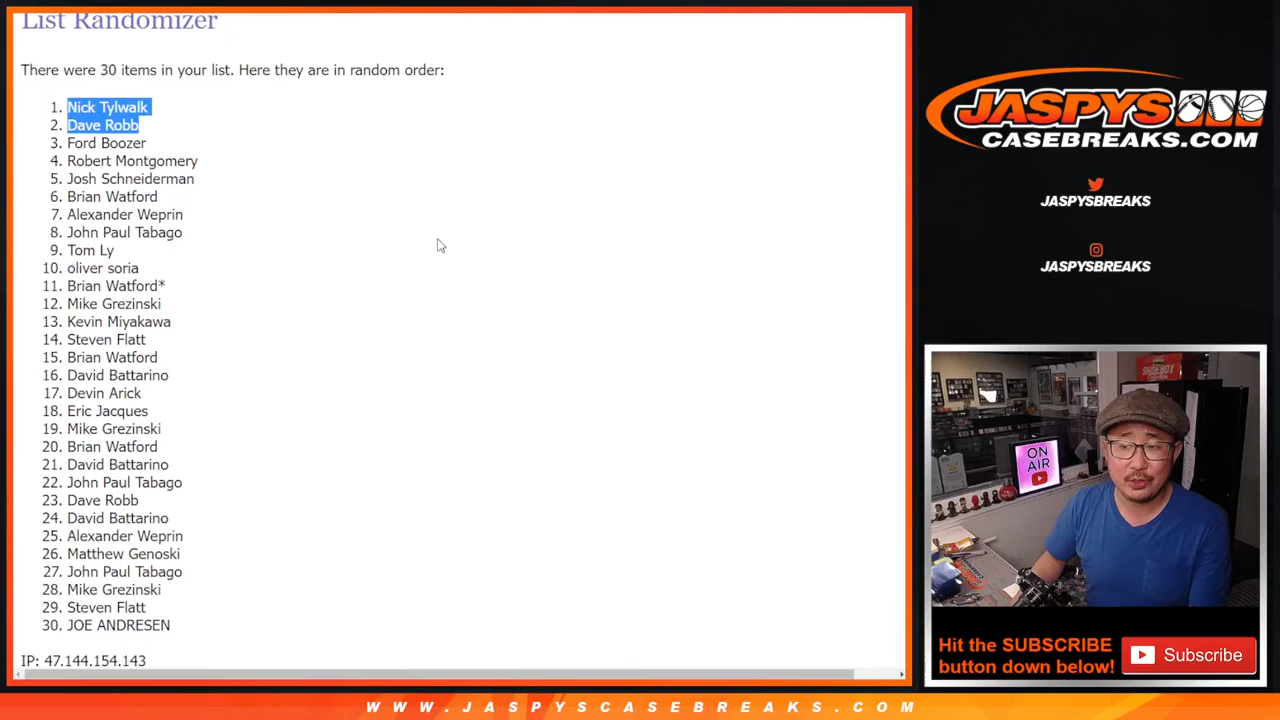 List Randomizer
There were 30 items in your list. Here they are in random order:
1. Nick Tylwalk
2. Dave Robb
3. Ford Boozer
4. Robert Montgomery
5. Josh Schneiderman
6. Brian Watford
7. Alexander Weprin
8. John Paul Tabago
9. Tom Ly
10. oliver soria
11. Brian Watford*
12. Mike Grezinski
13. Kevin Miyakawa
14. Steven Flatt
15. Brian Watford
16. David Battarino
17. Devin Arick
18. Eric Jacques
19. Mike Grezinski
20. Brian Watford
21. David Battarino
22. John Paul Tabago
23. Dave Robb
24. David Battarino
25. Alexander Weprin
26. Matthew Genoski
27. John Paul Tabago
28. Mike Grezinski
29. Steven Flatt
30. JOE ANDRESEN
IP: 47.144.154.143
JASPYS
CASEBREAKS.COM
JASPYSBREAKS
JASPYSBREAKS
SHOEBOX
ON
AIR
Hit the SUBSCRIBE
button down below!
Subscribe
WWW.JASPYSCASEBREAKS.COM